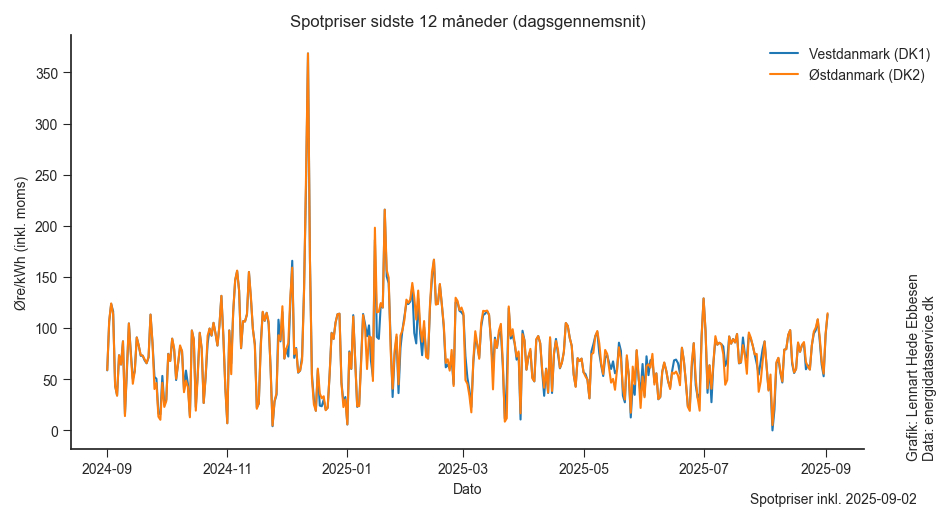 Spotpriser sidste 12 måneder (dagsgennemsnit)
Vestdanmark (DK1)
Østdanmark (DK2)
Øre/kWh (inkl. moms)
350
300
250
200
150
100
50
0
2024-09
2024-11
2025-01
2025-03
2025-05
2025-07
2025-09
Dato
Grafik: Lennart Hede Ebbesen
Data: energidataservice.dk
Spotpriser inkl. 2025-09-02